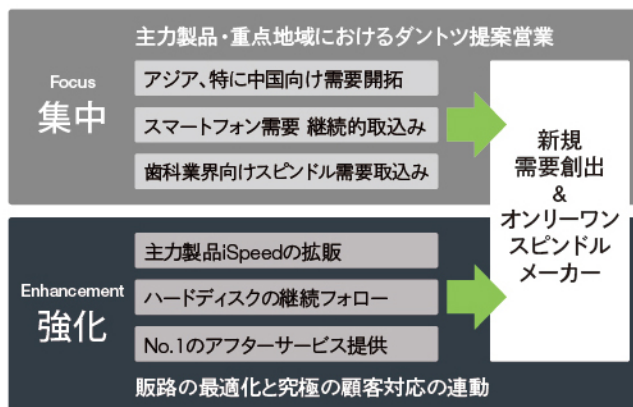 主力製品・重点地域におけるダントツ提案営業
Focus
集中
アジア、特に中国向け需要開拓
スマートフォン需要 継続的取込み
歯科業界向けスピンドル需要取込み
Enhancement
強化
主力製品iSpeedの拡販
ハードディスクの継続フォロー
No.1のアフターサービス提供
販路の最適化と究極の顧客対応の連動
新規
需要創出
&
オンリーワン
スピンドル
メーカー